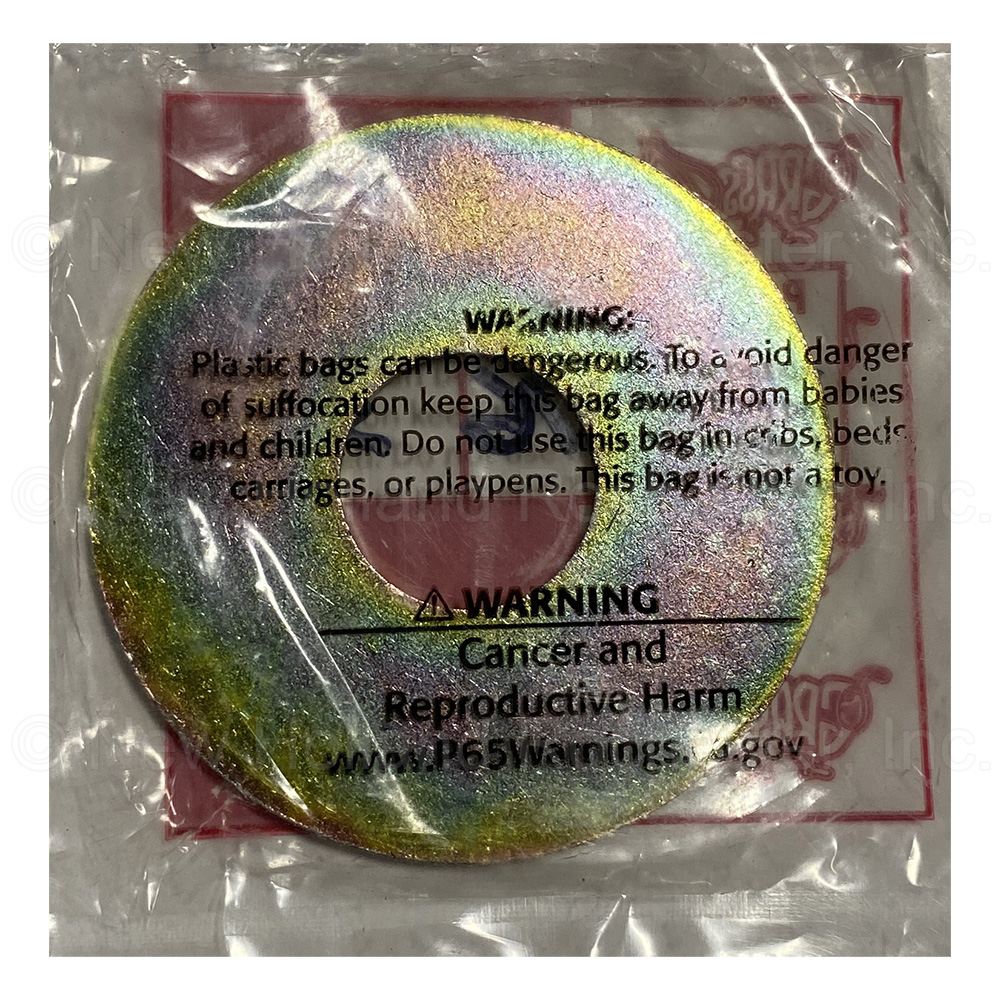 WARNING:
Plastic bags can be dangerous. To avoid danger
of suffocation keep this bag away from babies
and children. Do not use this bag in cribs, beds,
carriages, or playpens. This bag is not a toy.
⚠ WARNING
Cancer and
Reproductive Harm
www.P65Warnings.ca.gov